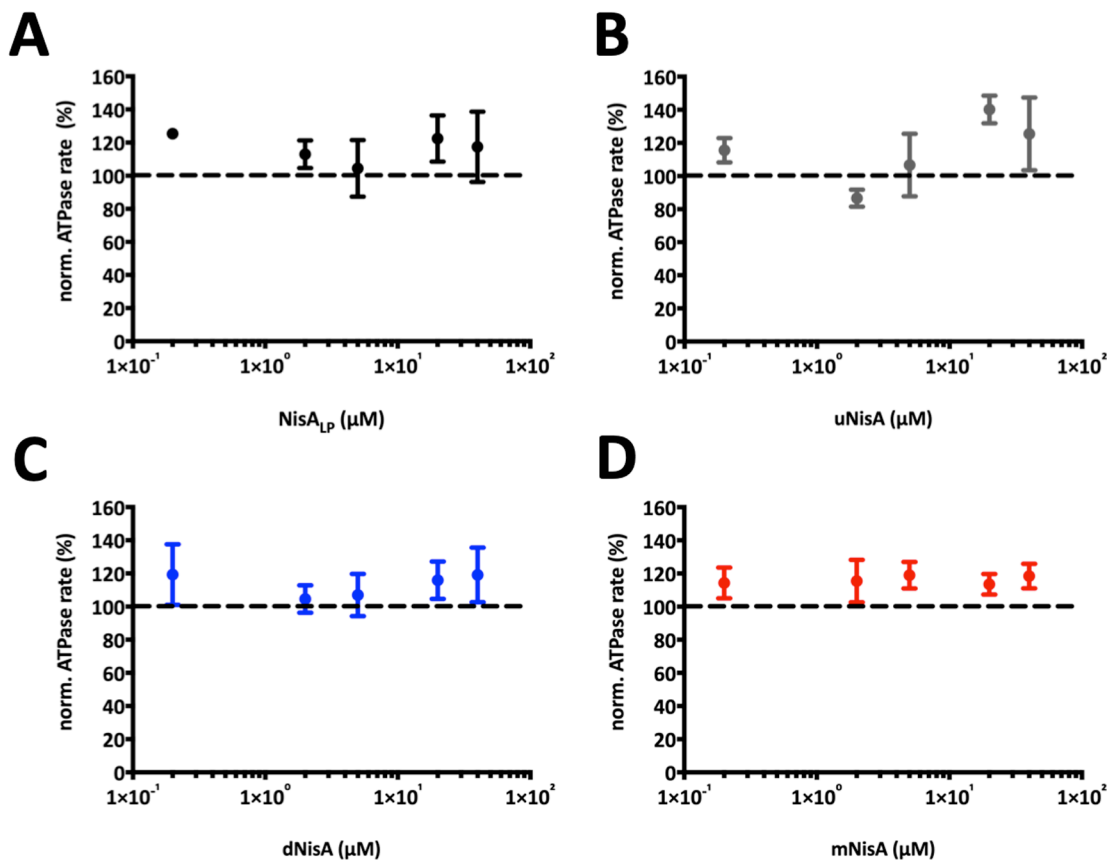 A
norm. ATPase rate (%)
160
140
120
100
80
60
40
20
0
1×10⁻¹ 1×10⁰ 1×10¹ 1×10²
NisA_LP (μM)
B
norm. ATPase rate (%)
160
140
120
100
80
60
40
20
0
1×10⁻¹ 1×10⁰ 1×10¹ 1×10²
uNisA (μM)
C
norm. ATPase rate (%)
160
140
120
100
80
60
40
20
0
1×10⁻¹ 1×10⁰ 1×10¹ 1×10²
dNisA (μM)
D
norm. ATPase rate (%)
160
140
120
100
80
60
40
20
0
1×10⁻¹ 1×10⁰ 1×10¹ 1×10²
mNisA (μM)